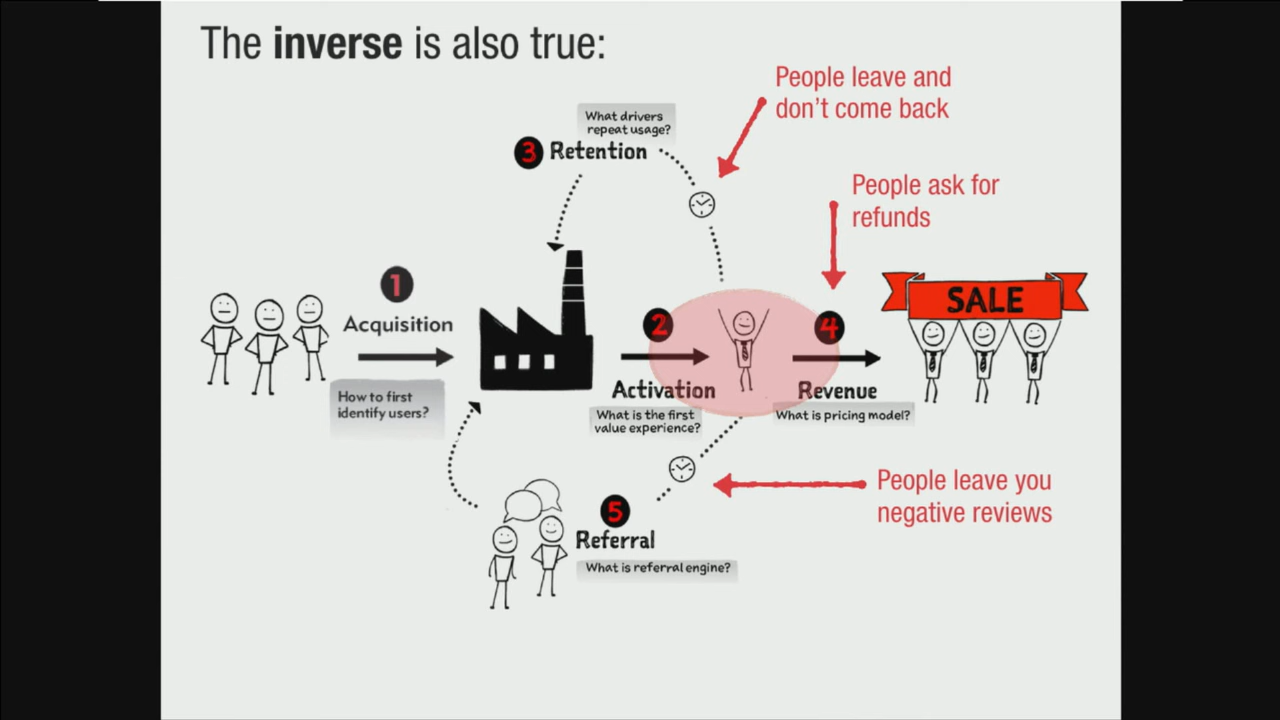 The inverse is also true:
People leave and
don't come back
What drivers
repeat usage?
3 Retention
People ask for
refunds
1
Acquisition
How to first
identify users?
2
Activation
What is the first
value experience?
4
Revenue
What is pricing model?
SALE
People leave you
negative reviews
5
Referral
What is referral engine?